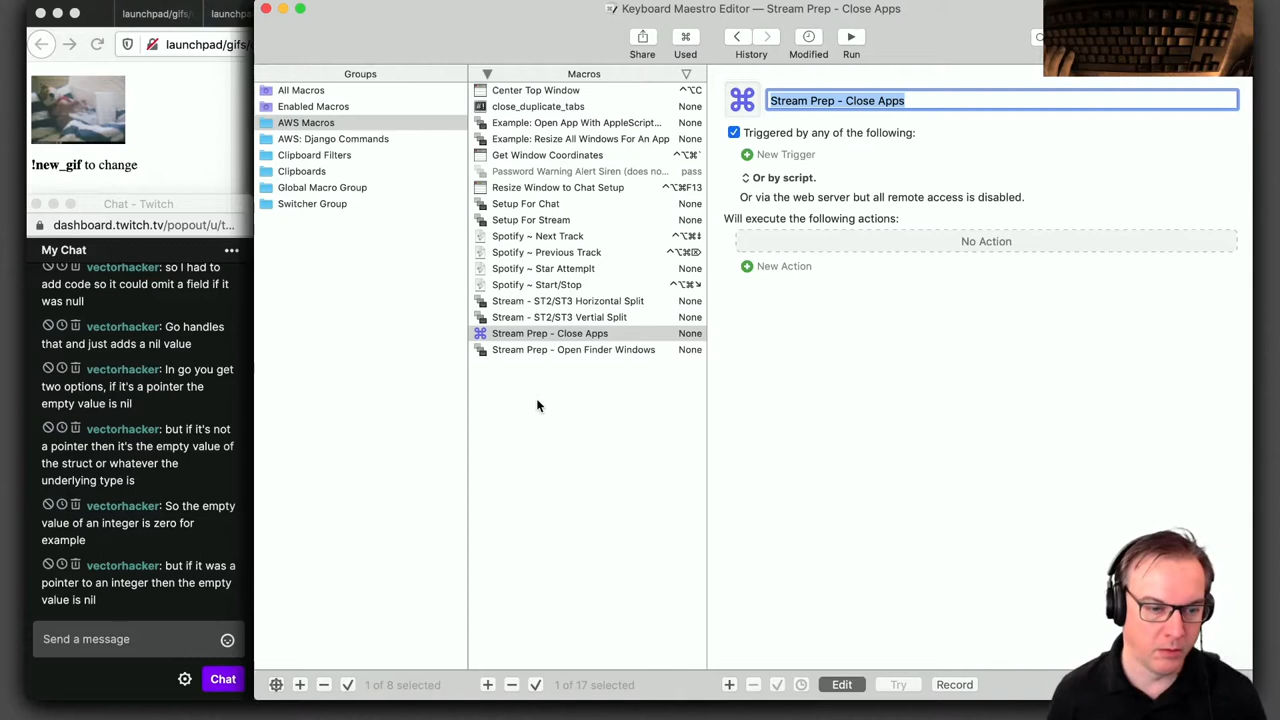 launchpad/gifs/
launchpad/gifs/
launchpad/gifs/
!new_gif to change
Chat - Twitch
dashboard.twitch.tv/popout/u/t...
My Chat
vectorhacker: so I had to
add code so it could omit a field if it
was null
vectorhacker: Go handles
that and just adds a nil value
vectorhacker: In go you get
two options, if it's a pointer the
empty value is nil
vectorhacker: but if it's not
a pointer then it's the empty value of
the struct or whatever the
underlying type is
vectorhacker: So the empty
value of an integer is zero for
example
vectorhacker: but if it was a
pointer to an integer then the empty
value is nil
Send a message
Chat
Keyboard Maestro Editor — Stream Prep - Close Apps
Share
Used
History
Modified
Run
Groups
All Macros
Enabled Macros
AWS Macros
AWS: Django Commands
Clipboard Filters
Clipboards
Global Macro Group
Switcher Group
Macros
Center Top Window ⌃⌥C
close_duplicate_tabs None
Example: Open App With AppleScript... None
Example: Resize All Windows For An App None
Get Window Coordinates ⌃⌥⌘`
Password Warning Alert Siren (does no... pass
Resize Window to Chat Setup ⌃⌥⌘F13
Setup For Chat None
Setup For Stream None
Spotify ~ Next Track ⌃⌥⌘⇟
Spotify ~ Previous Track ⌃⌥⌘⌦
Spotify ~ Star AttempIt None
Spotify ~ Start/Stop ⌃⌥⌘↘
Stream - ST2/ST3 Horizontal Split None
Stream - ST2/ST3 Vertial Split None
Stream Prep - Close Apps None
Stream Prep - Open Finder Windows None
Stream Prep - Close Apps
Triggered by any of the following:
New Trigger
Or by script.
Or via the web server but all remote access is disabled.
Will execute the following actions:
No Action
New Action
1 of 8 selected
1 of 17 selected
Edit
Try
Record